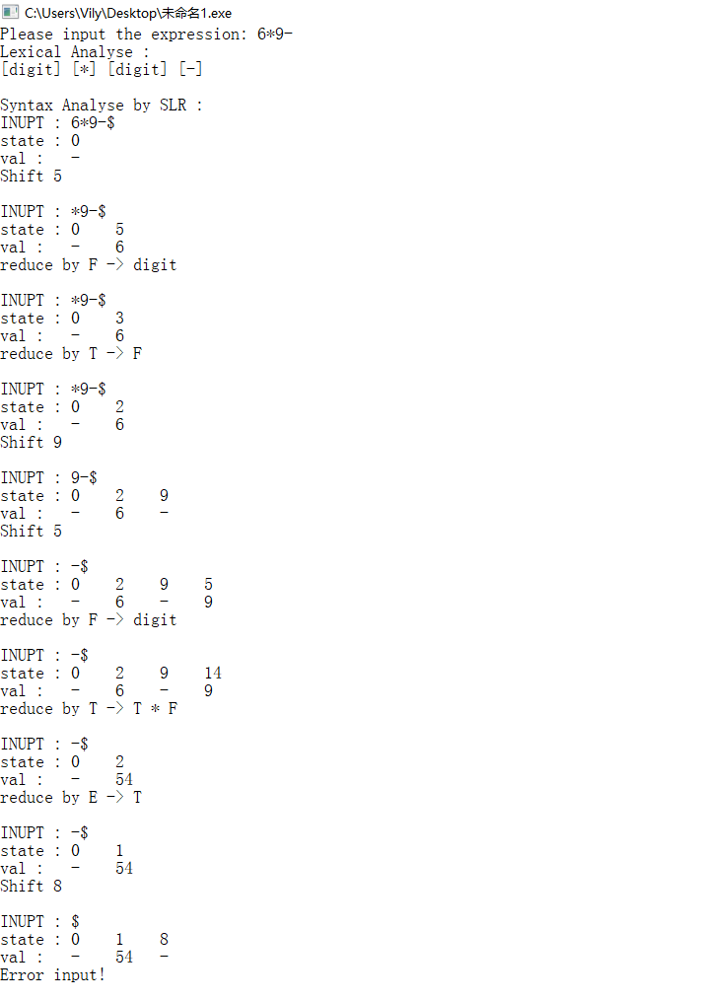 C:\Users\Vily\Desktop\未命名1.exe
Please input the expression: 6*9-
Lexical Analyse :
[digit] [*] [digit] [-]
Syntax Analyse by SLR :
INUPT : 6*9-$
state : 0
val :   -
Shift 5
INUPT : *9-$
state : 0    5
val :   -    6
reduce by F -> digit
INUPT : *9-$
state : 0    3
val :   -    6
reduce by T -> F
INUPT : *9-$
state : 0    2
val :   -    6
Shift 9
INUPT : 9-$
state : 0    2    9
val :   -    6    -
Shift 5
INUPT : -$
state : 0    2    9    5
val :   -    6    -    9
reduce by F -> digit
INUPT : -$
state : 0    2    9    14
val :   -    6    -    9
reduce by T -> T * F
INUPT : -$
state : 0    2
val :   -    54
reduce by E -> T
INUPT : -$
state : 0    1
val :   -    54
Shift 8
INUPT : $
state : 0    1    8
val :   -    54   -
Error input!